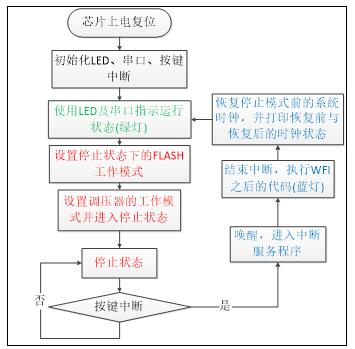 芯片上电复位
初始化LED、串口、按键
中断
使用LED及串口指示运行
状态(绿灯)
设置停止状态下的FLASH
工作模式
设置调压器的工作模
式并进入停止状态
停止状态
否
按键中断
是
唤醒，进入中断
服务程序
结束中断，执行WFI
之后的代码(蓝灯)
恢复停止模式前的系统
时钟，并打印恢复前与
恢复后的时钟状态